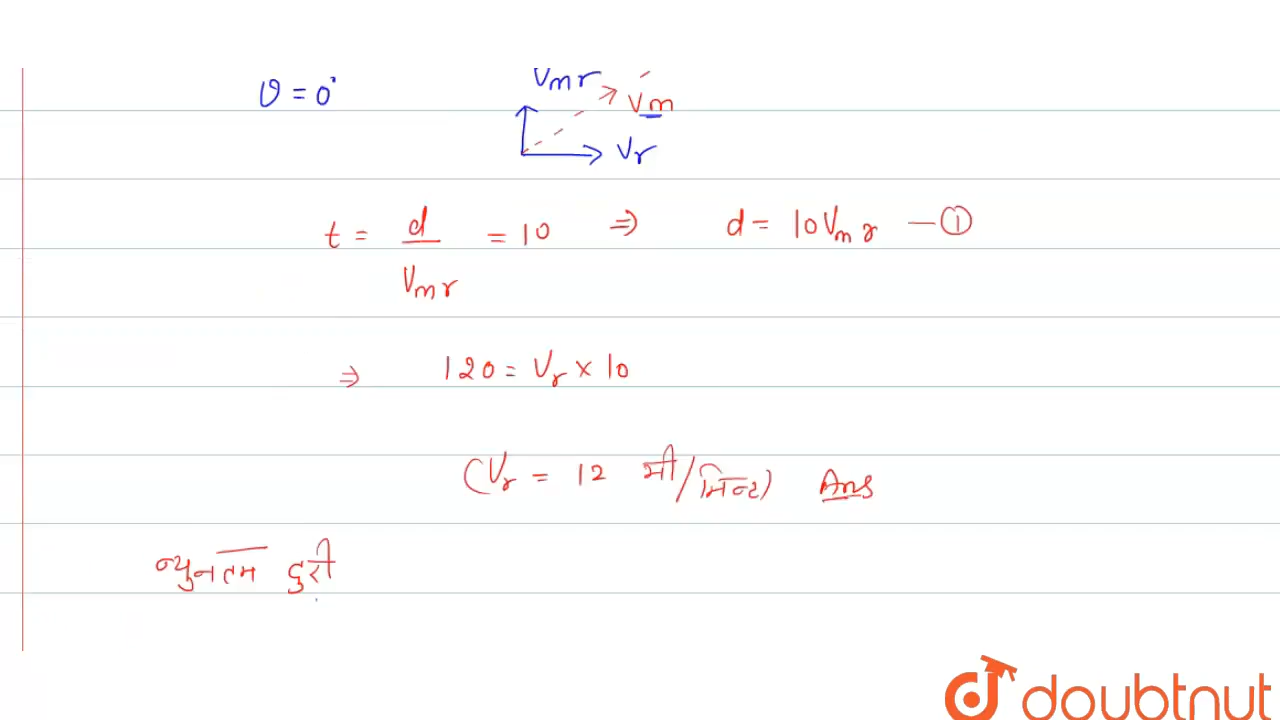 θ = 0° Vmr
Vm
Vr
t = d/Vmr = 10 ⇒ d = 10Vmr —①
⇒ 120 = Vr × 10
(Vr = 12 मी/मिनट) Ans
न्युनतम दुरी
doubtnut